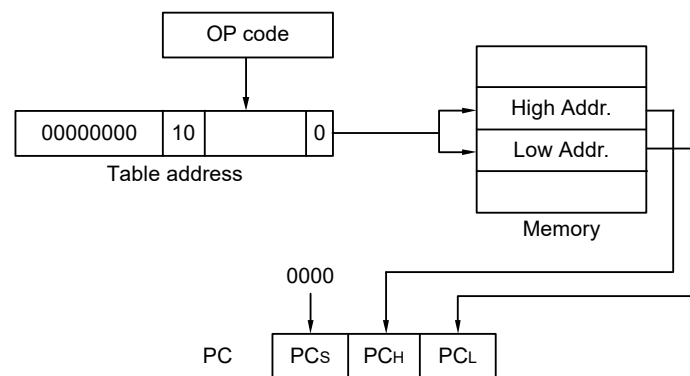 OP code
00000000 10 0
Table address
High Addr.
Low Addr.
Memory
0000
PC PCS PCH PCL